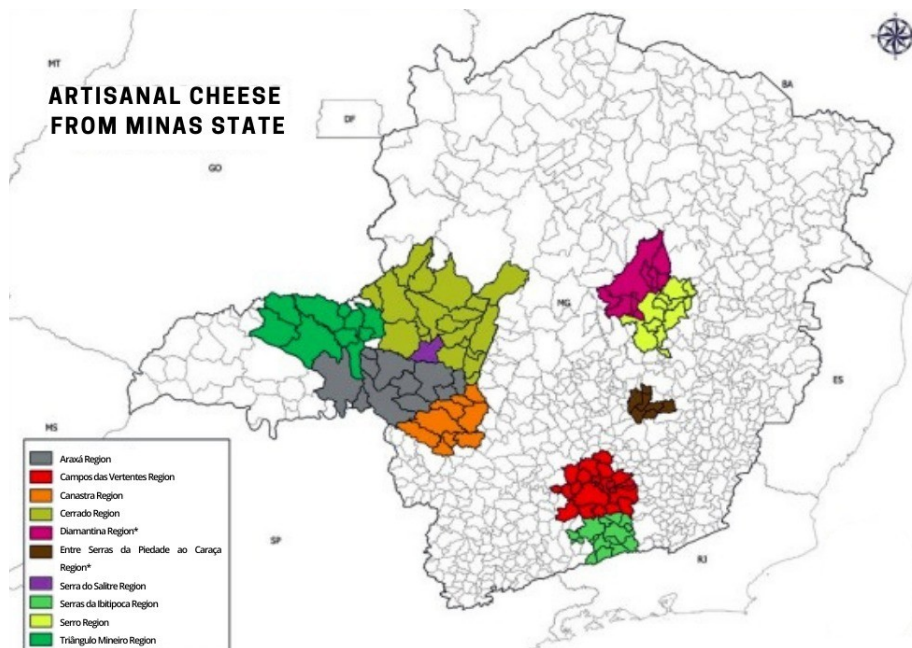 MT
BA
ARTISANAL CHEESE
FROM MINAS STATE
DF
GO
MG
ES
MS
SP
RJ
Araxá Region
Campos das Vertentes Region
Canastra Region
Cerrado Region
Diamantina Region*
Entre Serras da Piedade ao Caraça
Region*
Serra do Salitre Region
Serras da Ibitipoca Region
Serro Region
Triângulo Mineiro Region